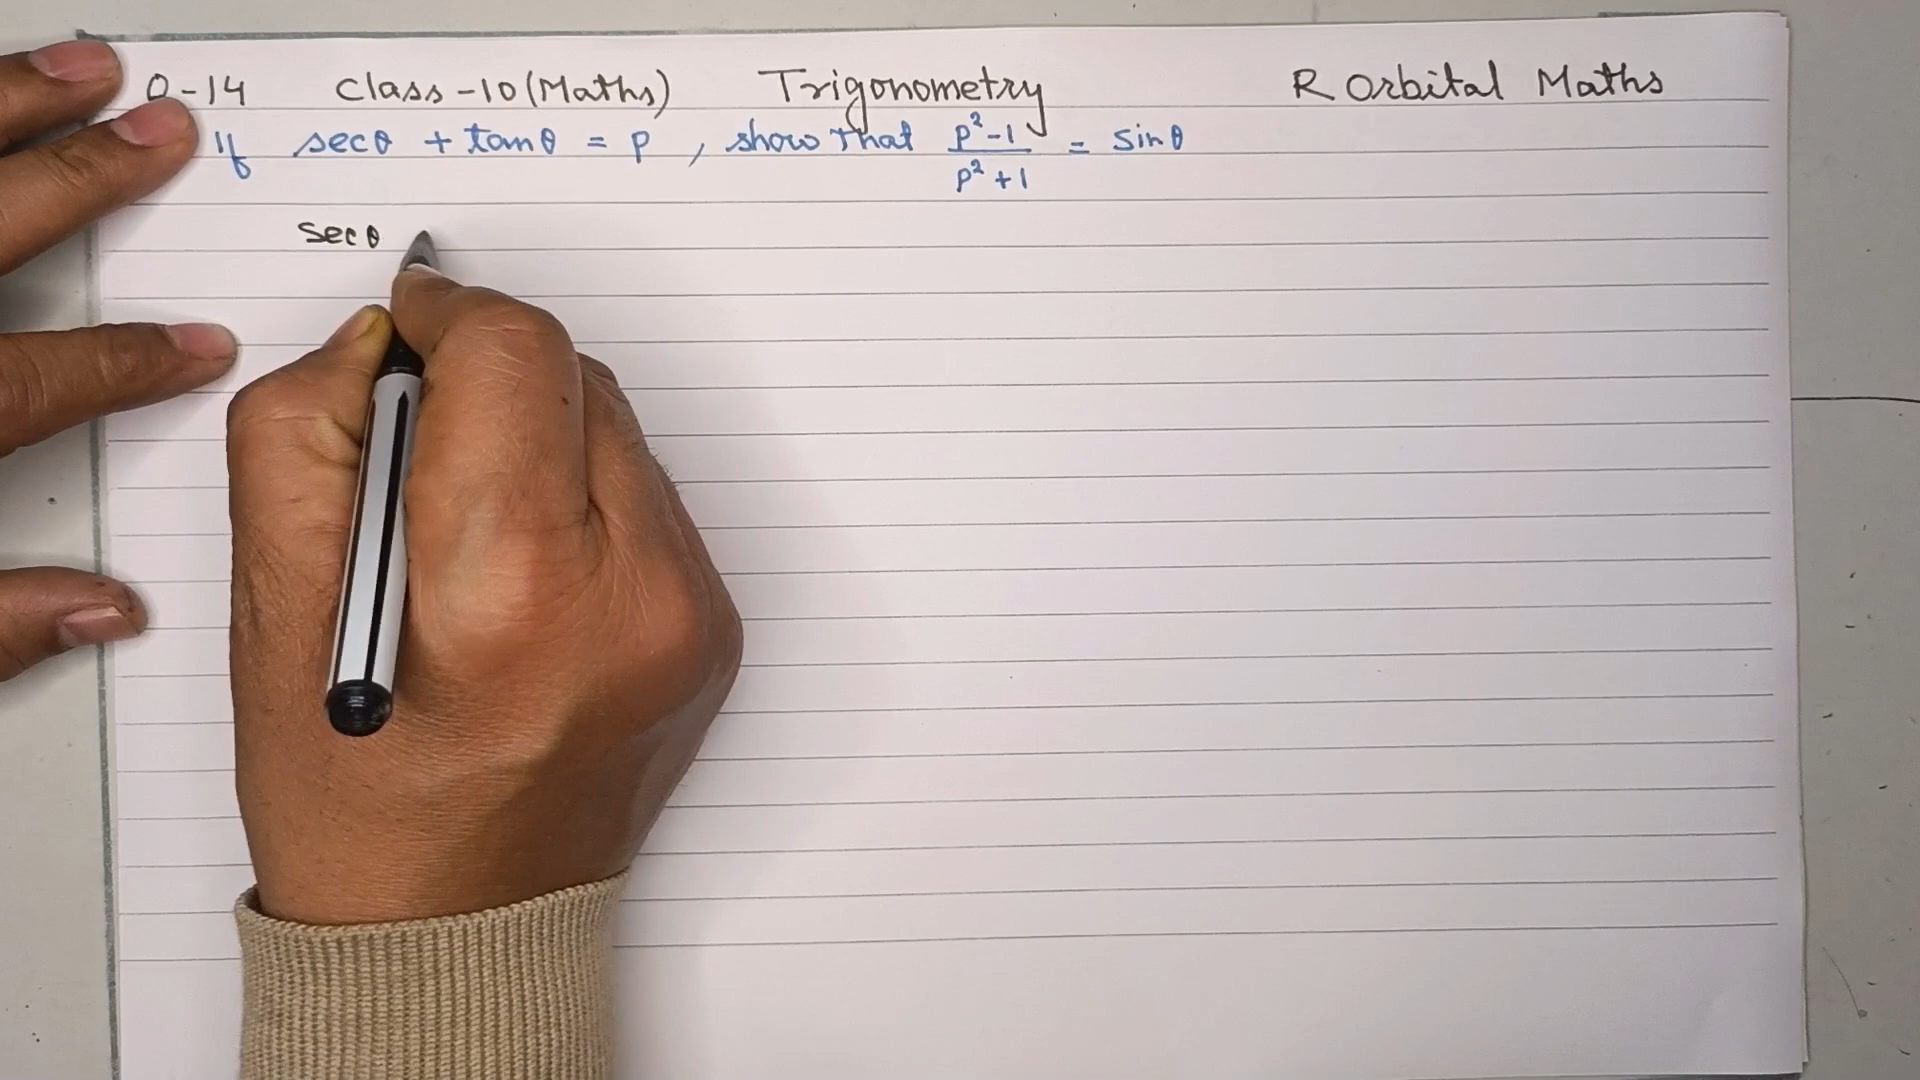 Q-14 Class-10 (Maths) Trigonometry R Orbital Maths
If secθ + tanθ = p , show that p²-1/p²+1 = sinθ
secθ